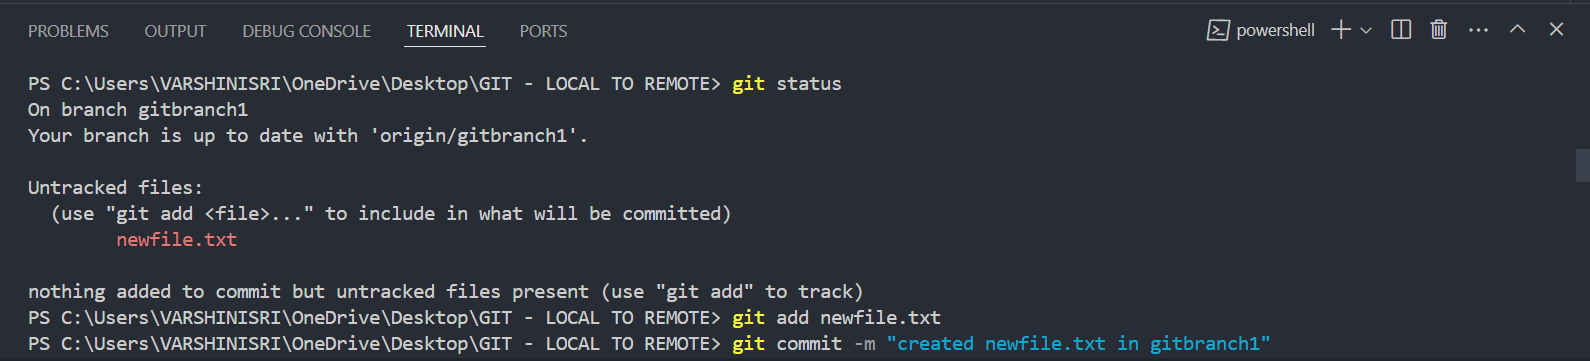 PROBLEMS OUTPUT DEBUG CONSOLE TERMINAL PORTS powershell
PS C:\Users\VARSHINISRI\OneDrive\Desktop\GIT - LOCAL TO REMOTE> git status
On branch gitbranch1
Your branch is up to date with 'origin/gitbranch1'.
Untracked files:
(use "git add <file>..." to include in what will be committed)
newfile.txt
nothing added to commit but untracked files present (use "git add" to track)
PS C:\Users\VARSHINISRI\OneDrive\Desktop\GIT - LOCAL TO REMOTE> git add newfile.txt
PS C:\Users\VARSHINISRI\OneDrive\Desktop\GIT - LOCAL TO REMOTE> git commit -m "created newfile.txt in gitbranch1"